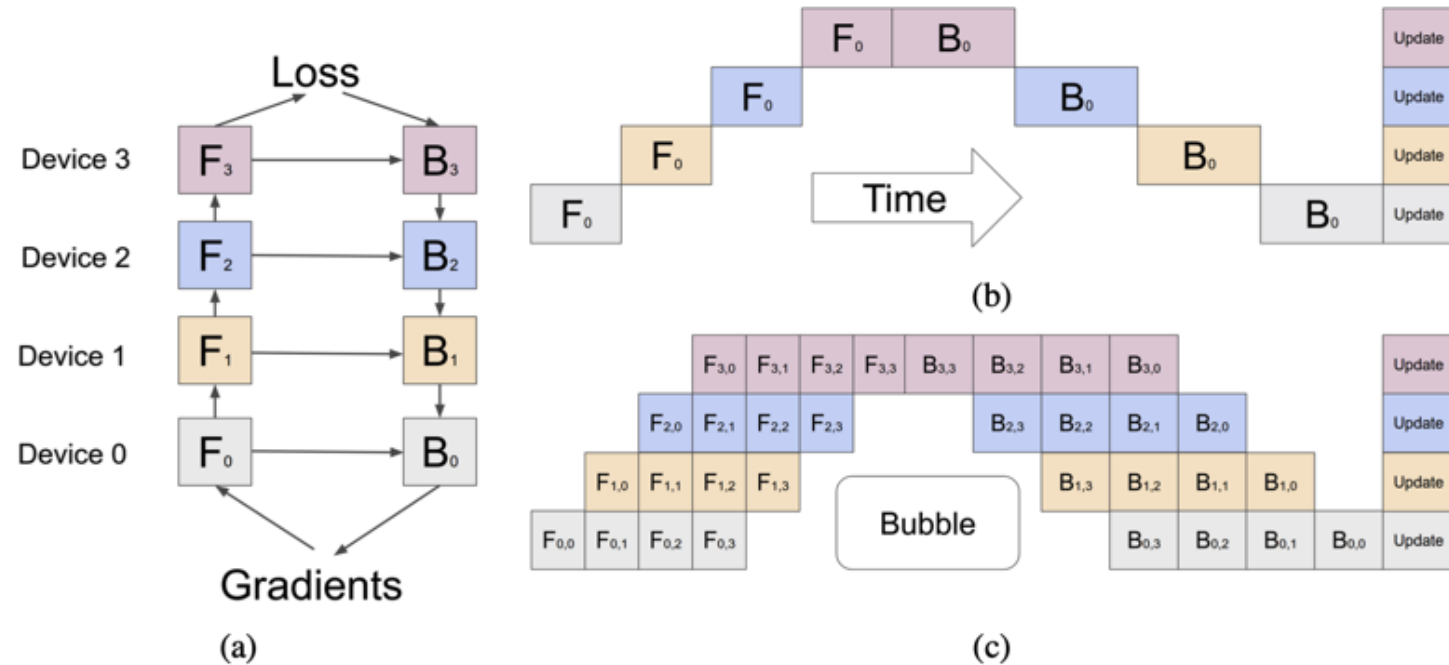 Loss
Device 3 F₃ B₃
Device 2 F₂ B₂
Device 1 F₁ B₁
Device 0 F₀ B₀
Gradients
(a)
F₀ B₀ Update
F₀ B₀ Update
F₀ B₀ Update
Time
F₀ B₀ Update
(b)
F₃,₀ F₃,₁ F₃,₂ F₃,₃ B₃,₃ B₃,₂ B₃,₁ B₃,₀ Update
F₂,₀ F₂,₁ F₂,₂ F₂,₃ B₂,₃ B₂,₂ B₂,₁ B₂,₀ Update
F₁,₀ F₁,₁ F₁,₂ F₁,₃ B₁,₃ B₁,₂ B₁,₁ B₁,₀ Update
Bubble
F₀,₀ F₀,₁ F₀,₂ F₀,₃ B₀,₃ B₀,₂ B₀,₁ B₀,₀ Update
(c)